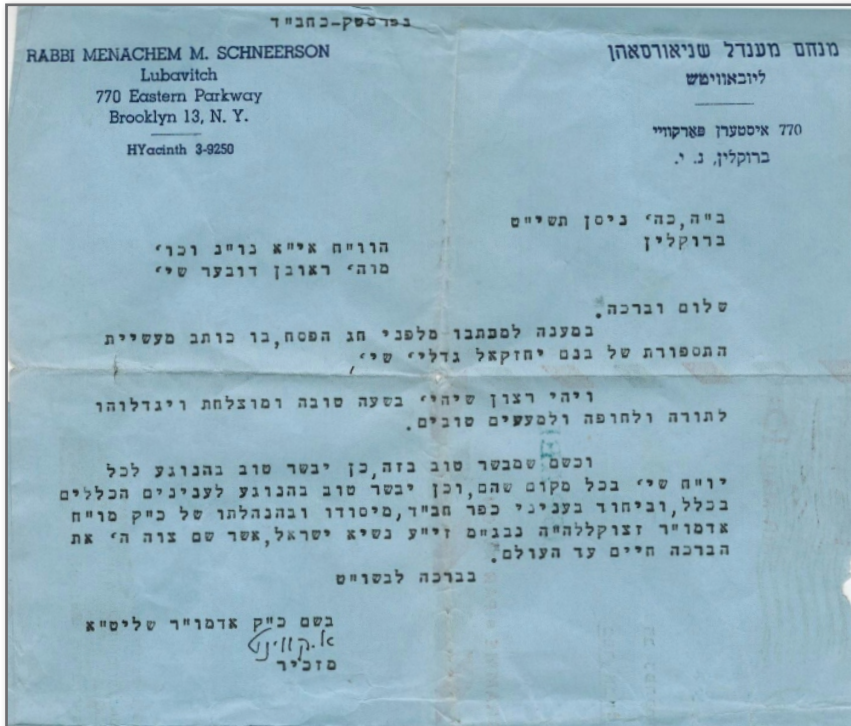 בפרסטק-כחב"ד
RABBI MENACHEM M. SCHNEERSON
Lubavitch
770 Eastern Parkway
Brooklyn 13, N. Y.
HYacinth 3-9250
מנחם מענדל שניאורסאהן
ליובאוויטש
770 איסטערן פארקוויי
ברוקלין, נ. י.
ב"ה, כה' ניסן תשי"ט
ברוקלין
הוו"ח אי"א נו"נ וכו'
מוה' ראובן דובער שי'
שלום וברכה.
במענה למכתבו מלפני חג הפסח, בו כותב מעשיית
התספורת של בנם יחזקאל גדלי' שי',
ויהי רצון שיהי' בשעה טובה ומוצלחת ויגדלוהו
לתורה ולחופה ולמעשים טובים.
וכשם שמבשר טוב בזה, כן יבשר טוב בהנוגע לכל
יו"ח שי' בכל מקום שהם, וכן יבשר טוב בהנוגע לענינים הכללים
בכלל, וביחוד בעניני כפר חב"ד, מיסודו ובהנהלתו של כ"ק מו"ח
אדמו"ר זצוקללה"ה נבג"מ זי"ע נשיא ישראל, אשר שם צוה ה' את
הברכה חיים עד העולם.
בברכה לבשו"ט
בשם כ"ק אדמו"ר שליט"א
א. קווינט
מזכיר